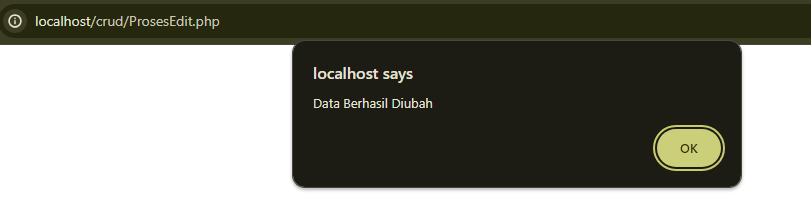 localhost/crud/ProsesEdit.php
localhost says
Data Berhasil Diubah
OK